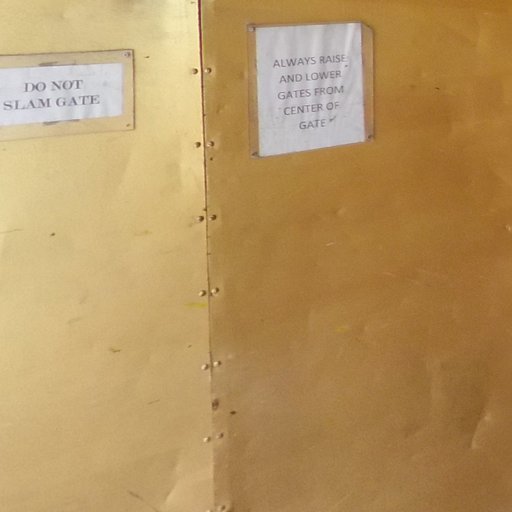 DO NOT
SLAM GATE
ALWAYS RAISE
AND LOWER
GATES FROM
CENTER OF
GATE